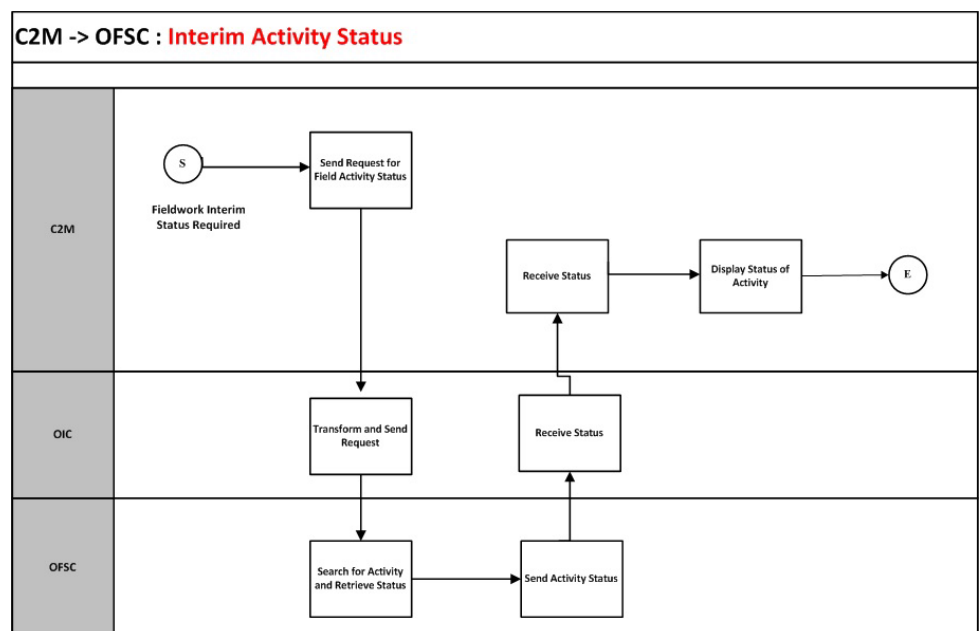 C2M -> OFSC : Interim Activity Status
C2M
S
Fieldwork Interim
Status Required
Send Request for
Field Activity Status
Receive Status
Display Status of
Activity
E
OIC
Transform and Send
Request
Receive Status
OFSC
Search for Activity
and Retrieve Status
Send Activity Status